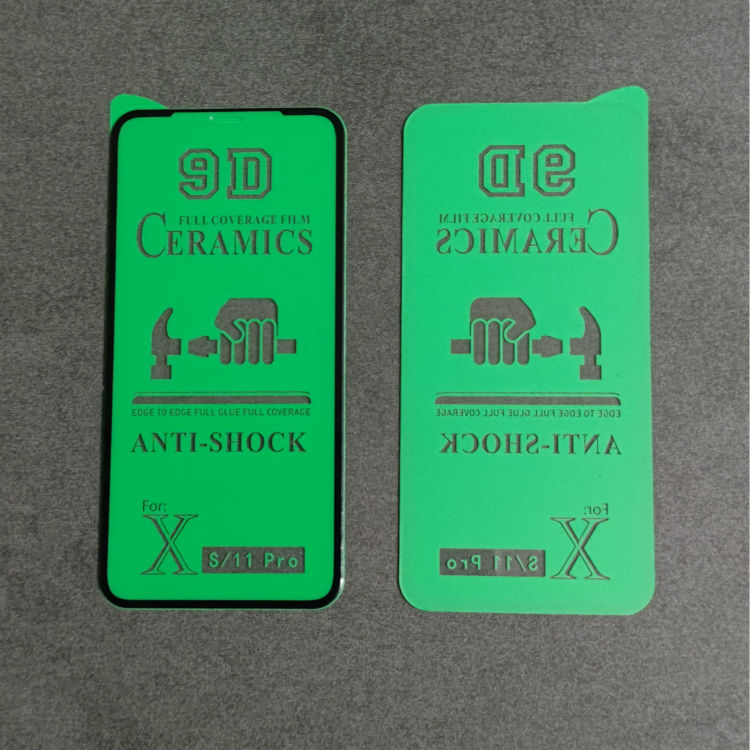 9D
FULL COVERAGE FILM
CERAMICS
EDGE TO EDGE FULL GLUE FULL COVERAGE
ANTI-SHOCK
For:
X
S/11 Pro
9D
FULL COVERAGE FILM
CERAMICS
EDGE TO EDGE FULL GLUE FULL COVERAGE
ANTI-SHOCK
For:
X
S/11 Pro